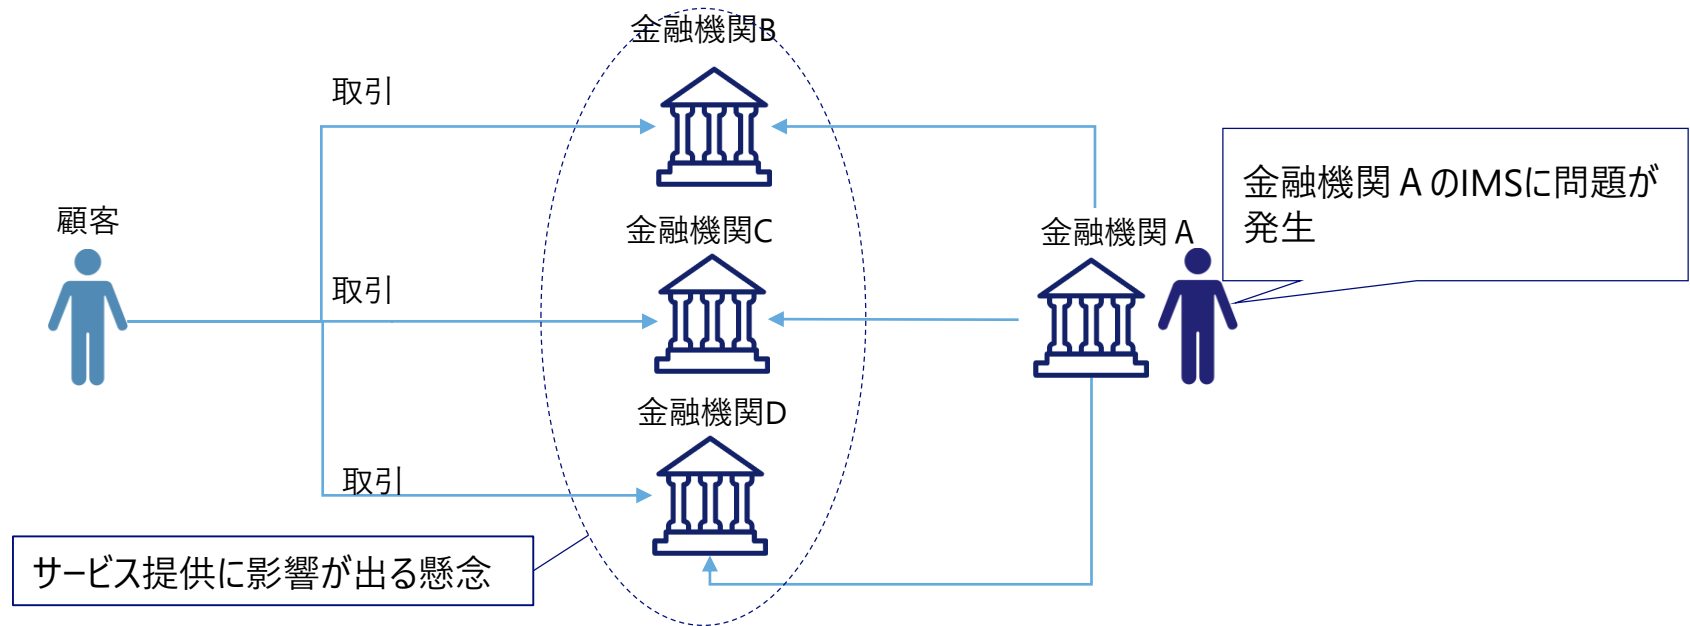 金融機関B
取引
金融機関AのIMSに問題が
発生
顧客
金融機関C
金融機関A
取引
金融機関D
取引
サービス提供に影響が出る懸念